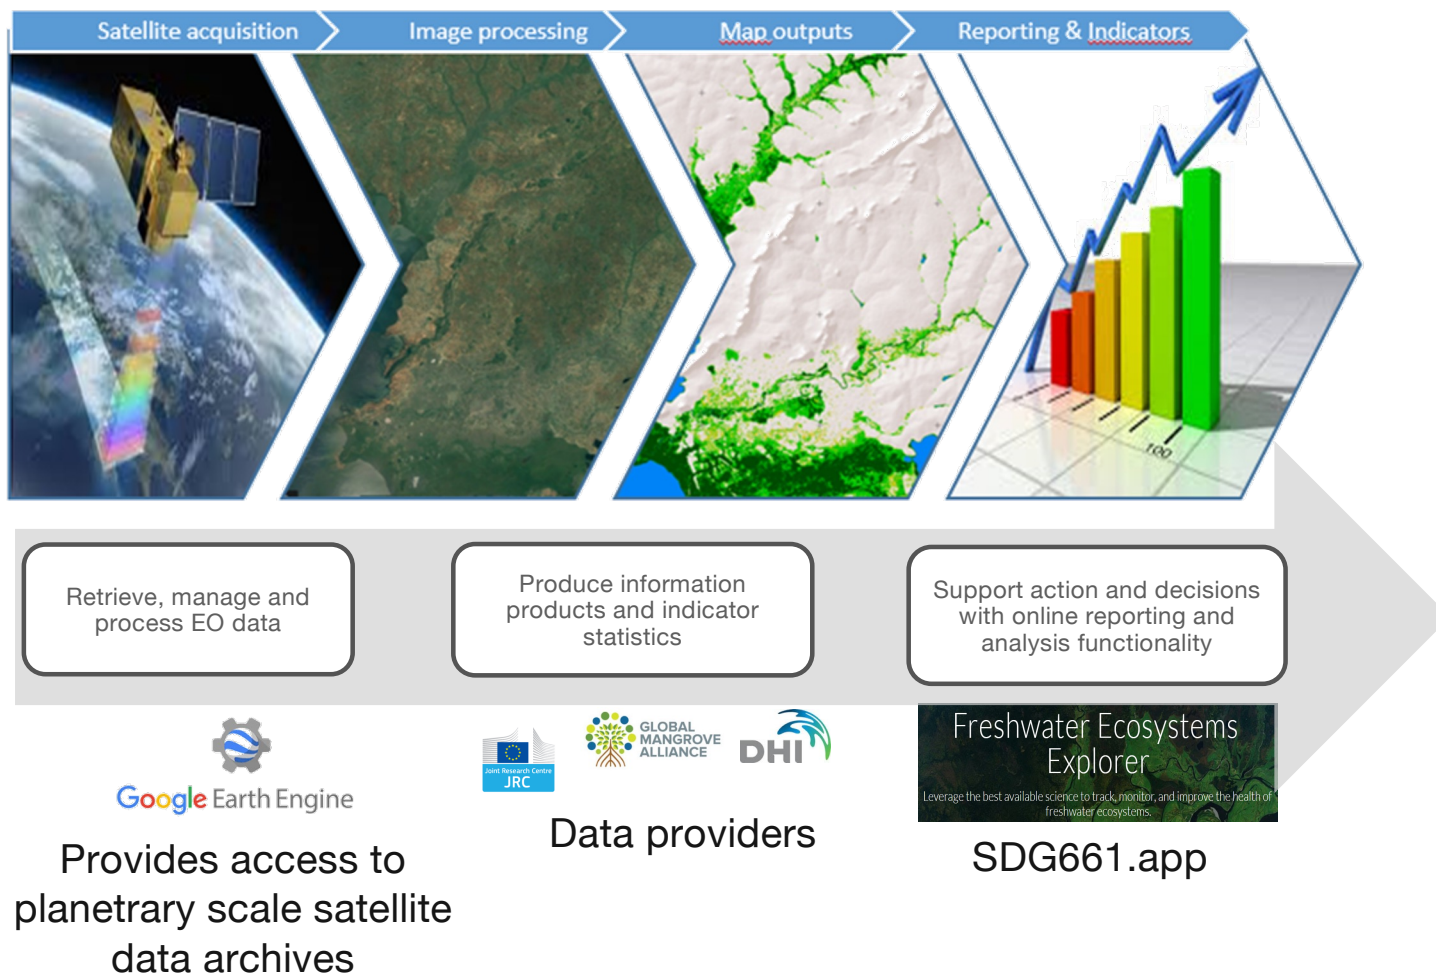 Satellite acquisition
Image processing
Map outputs
Reporting & Indicators
100
Retrieve, manage and
process EO data
Produce information
products and indicator
statistics
Support action and decisions
with online reporting and
analysis functionality
Google Earth Engine
Joint Research Centre
JRC
GLOBAL
MANGROVE
ALLIANCE
DHI
Freshwater Ecosystems
Explorer
Leverage the best available science to track, monitor, and improve the health of
freshwater ecosystems.
Provides access to
planetrary scale satellite
data archives
Data providers
SDG661.app